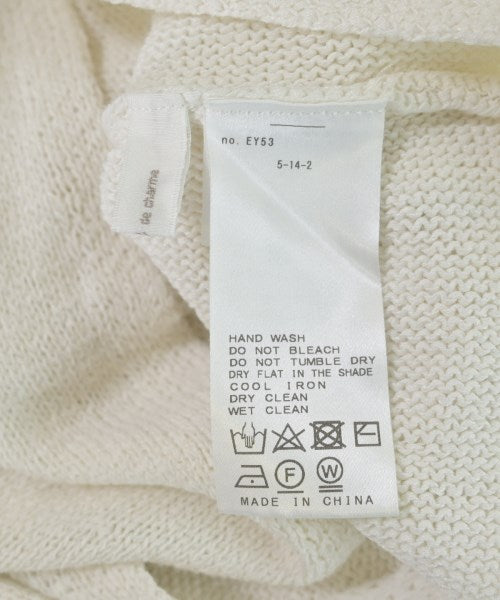 no. EY53
5-14-2
de charme
HAND WASH
DO NOT BLEACH
DO NOT TUMBLE DRY
DRY FLAT IN THE SHADE
COOL IRON
DRY CLEAN
WET CLEAN
F W
MADE IN CHINA